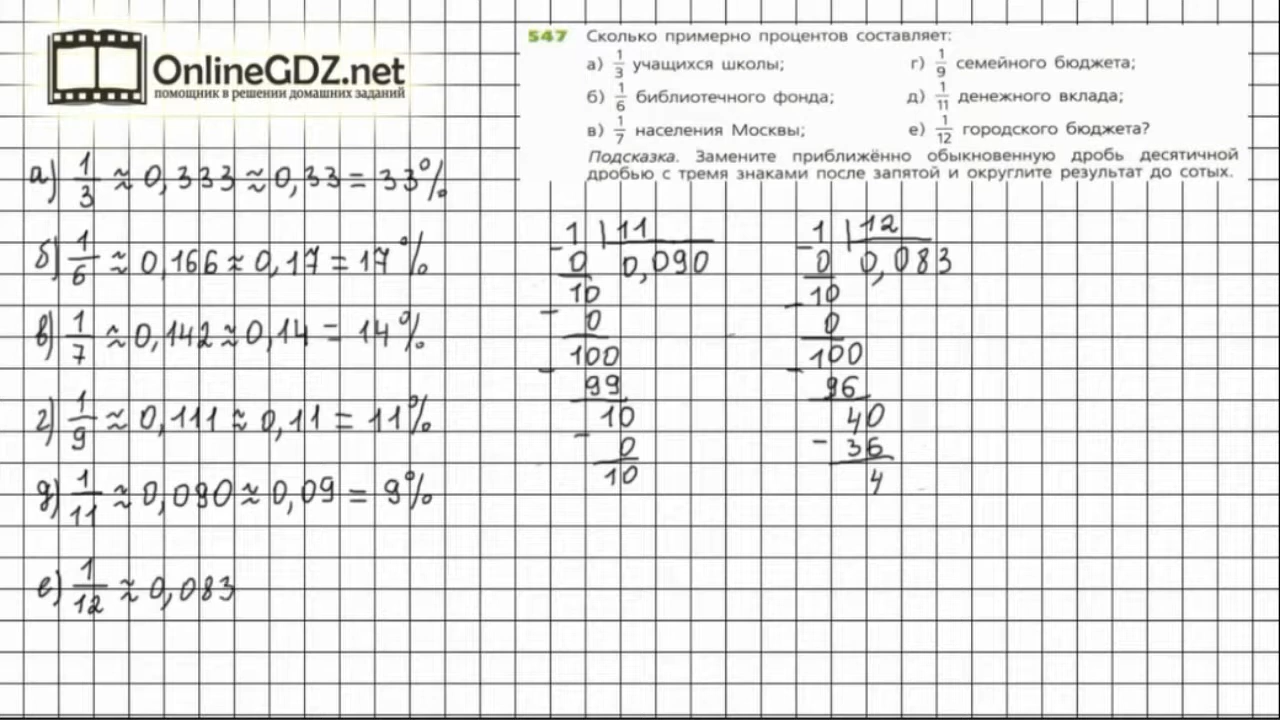 OnlineGDZ.net
помощник в решении домашних заданий
547 Сколько примерно процентов составляет:
а) 1/3 учащихся школы;
б) 1/6 библиотечного фонда;
в) 1/7 населения Москвы;
г) 1/9 семейного бюджета;
д) 1/11 денежного вклада;
е) 1/12 городского бюджета?
Подсказка. Замените приближённо обыкновенную дробь десятичной
дробью с тремя знаками после запятой и округлите результат до сотых.
а) 1/3 ≈ 0,333 ≈ 0,33 = 33%
б) 1/6 ≈ 0,166 ≈ 0,17 = 17%
в) 1/7 ≈ 0,142 ≈ 0,14 = 14%
г) 1/9 ≈ 0,111 ≈ 0,11 = 11%
д) 1/11 ≈ 0,090 ≈ 0,09 = 9%
е) 1/12 ≈ 0,083
1 | 11
- 0 0,090
10
- 0
100
- 99
10
- 0
10
1 | 12
- 0 0,083
10
- 0
100
- 96
40
- 36
4